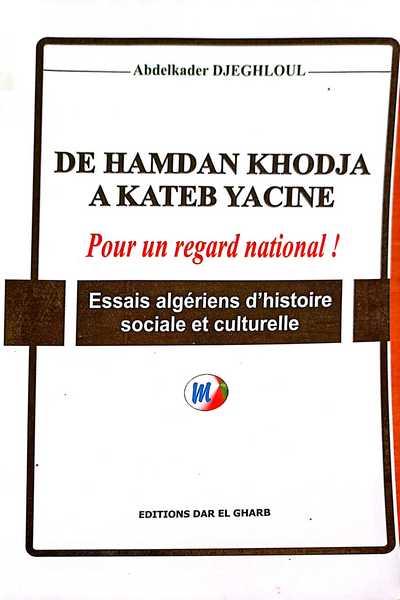 Abdelkader DJEGHLOUL
DE HAMDAN KHODJA
A KATEB YACINE
Pour un regard national !
Essais algériens d'histoire
sociale et culturelle
M
EDITIONS DAR EL GHARB